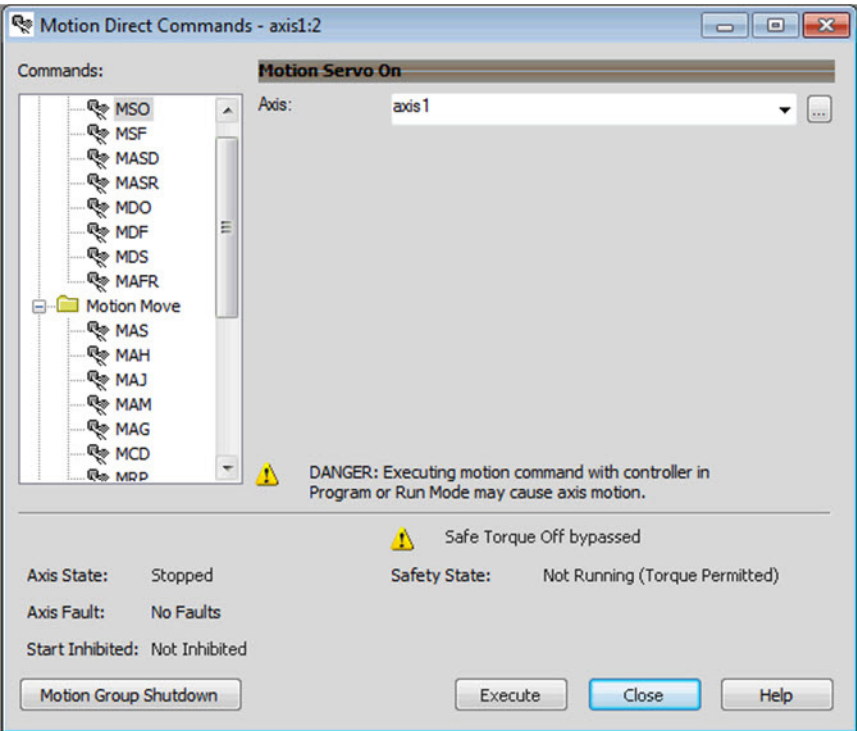 Motion Direct Commands - axis1:2
Commands:
MSO
MSF
MASD
MASR
MDO
MDF
MDS
MAFR
Motion Move
MAS
MAH
MAJ
MAM
MAG
MCD
MRP
Motion Servo On
Axis: axis1 ...
DANGER: Executing motion command with controller in
Program or Run Mode may cause axis motion.
Safe Torque Off bypassed
Axis State: Stopped Safety State: Not Running (Torque Permitted)
Axis Fault: No Faults
Start Inhibited: Not Inhibited
Motion Group Shutdown Execute Close Help